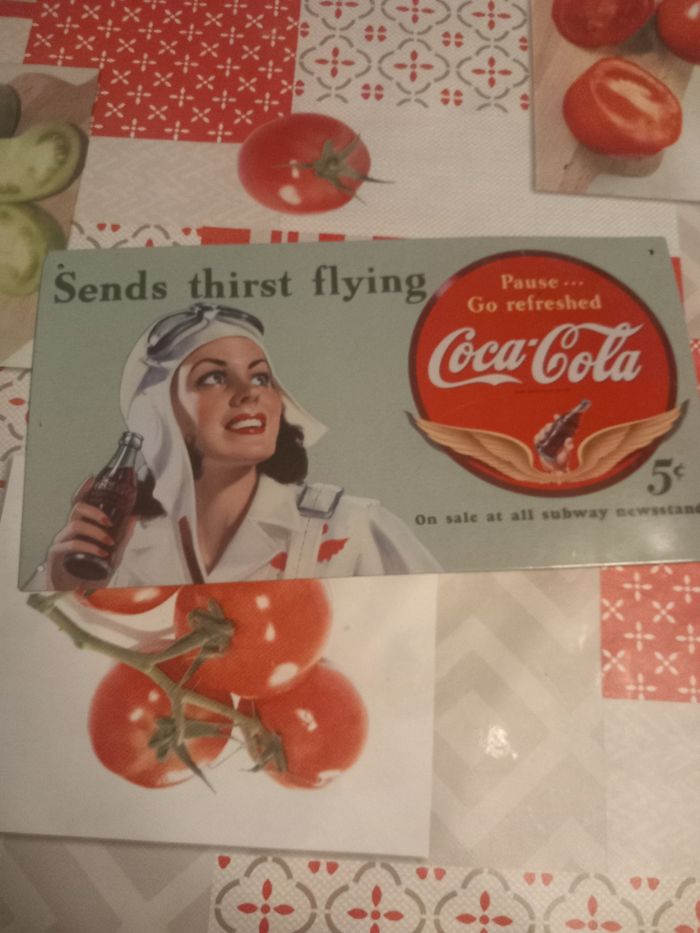 Sends thirst flying
Pause...
Go refreshed
Coca-Cola
5¢
On sale at all subway newsstand